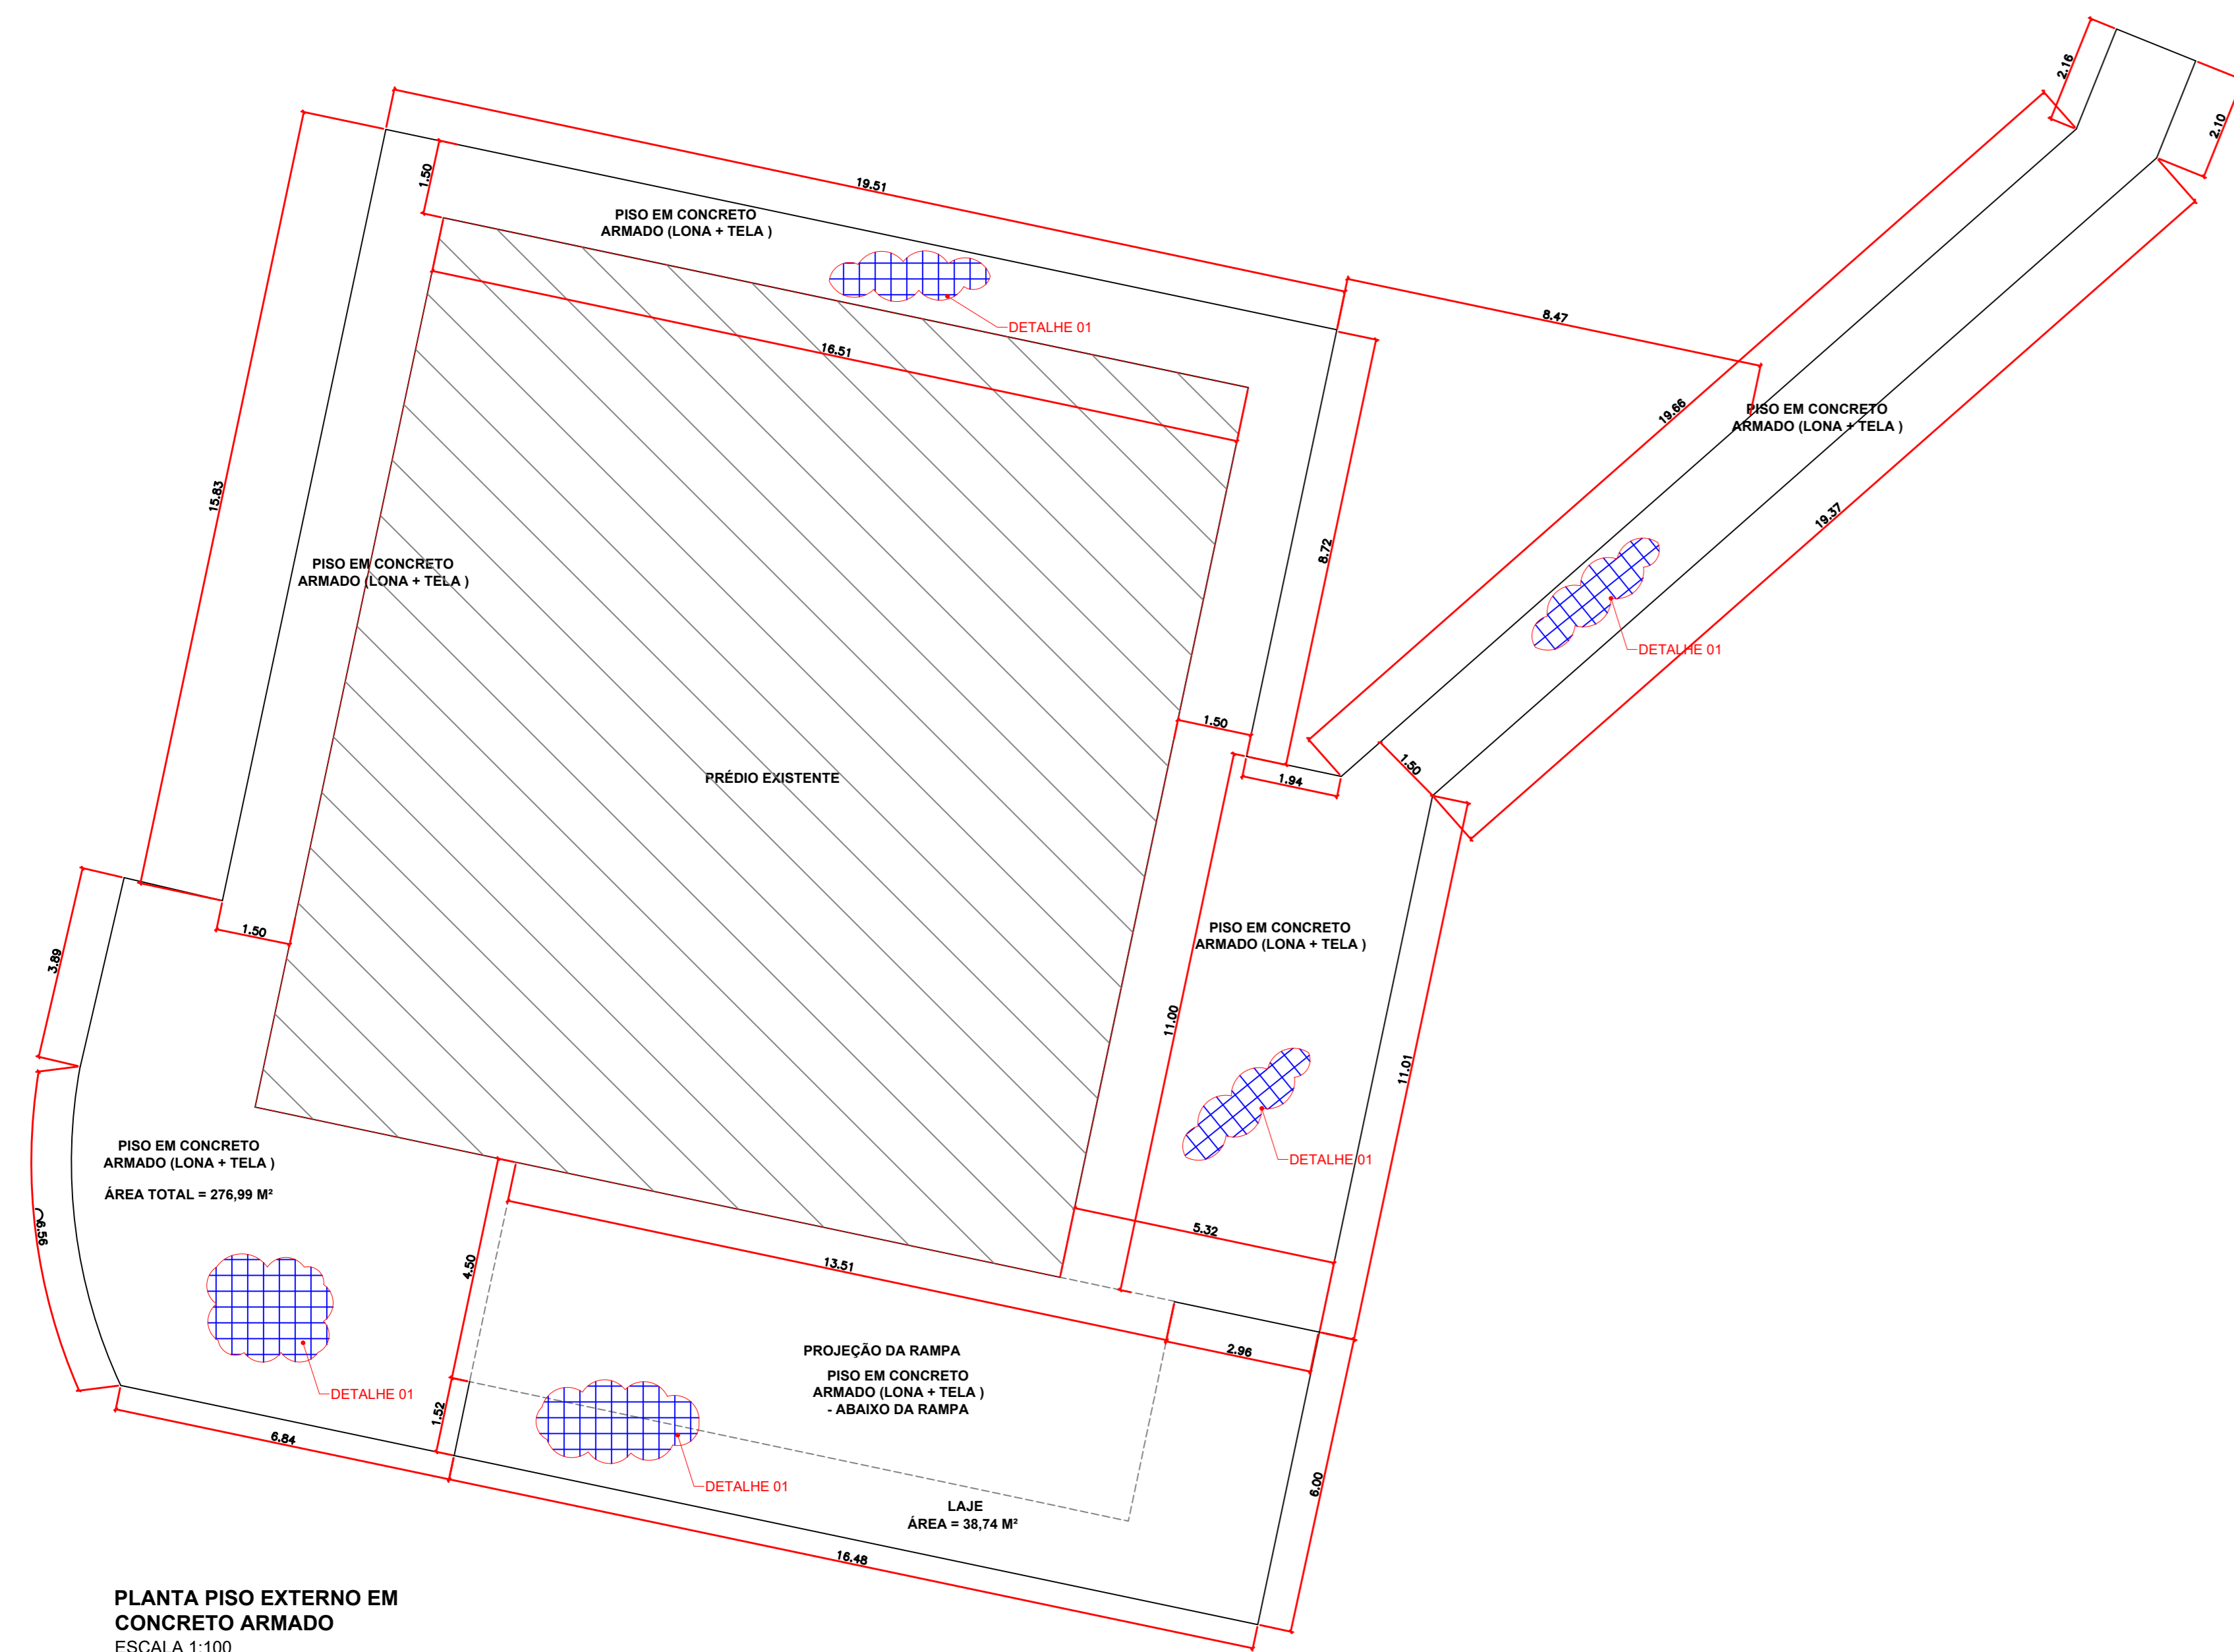 2.16
2.10
19.51
1.50
PISO EM CONCRETO
ARMADO (LONA + TELA )
DETALHE 01
8.47
16.51
19.66
PISO EM CONCRETO
ARMADO (LONA + TELA )
15.83
19.37
8.72
PISO EM CONCRETO
ARMADO (LONA + TELA )
DETALHE 01
1.50
PRÉDIO EXISTENTE
1.94
1.50
3.89
1.50
PISO EM CONCRETO
ARMADO (LONA + TELA )
11.00
11.01
PISO EM CONCRETO
ARMADO (LONA + TELA )
ÁREA TOTAL = 276,99 M²
DETALHE 01
6.56
4.50
13.51
5.32
PROJEÇÃO DA RAMPA
PISO EM CONCRETO
ARMADO (LONA + TELA )
- ABAIXO DA RAMPA
2.96
DETALHE 01
1.52
6.84
DETALHE 01
6.00
LAJE
ÁREA = 38,74 M²
16.48
PLANTA PISO EXTERNO EM
CONCRETO ARMADO
ESCALA 1:100